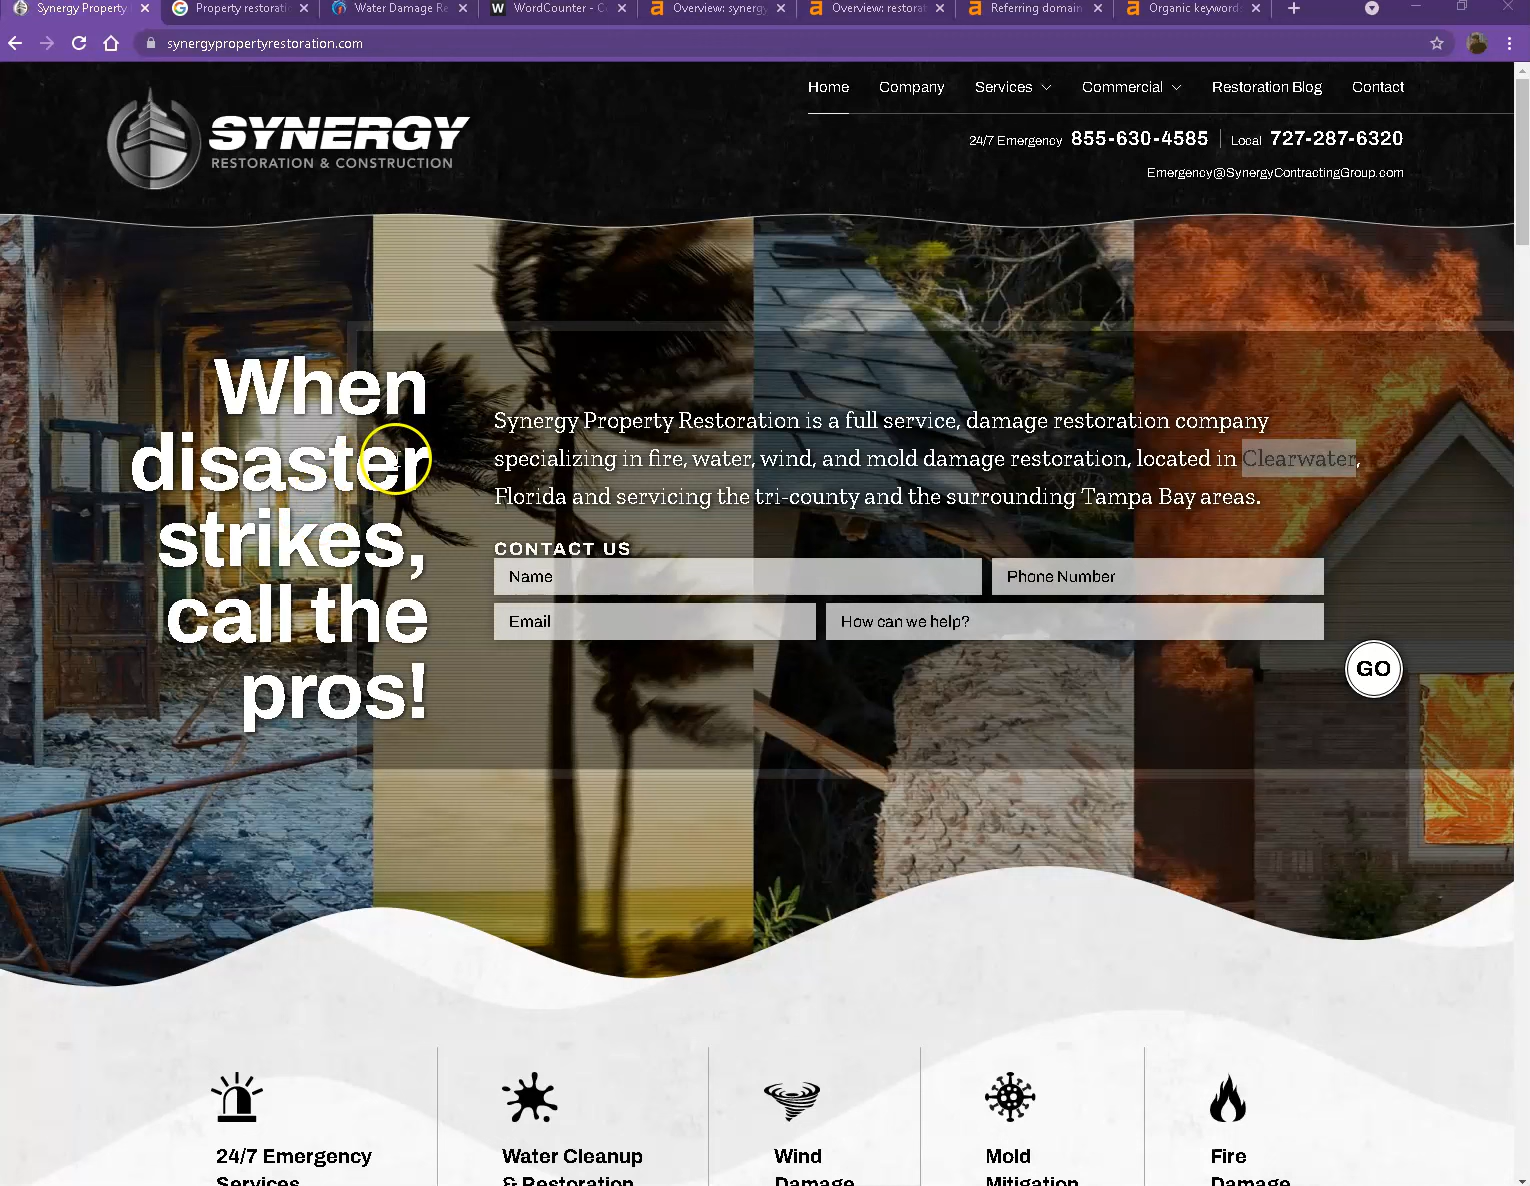 Synergy Property
Property restorati
Water Damage Re
WordCounter - C
Overview: synergy
Overview: restorat
Referring domain
Organic keyword
synergypropertyrestoration.com
Home
Company
Services
Commercial
Restoration Blog
Contact
SYNERGY
RESTORATION & CONSTRUCTION
24/7 Emergency 855-630-4585
Local 727-287-6320
Emergency@SynergyContractingGroup.com
When
disaster
strikes,
call the
pros!
Synergy Property Restoration is a full service, damage restoration company
specializing in fire, water, wind, and mold damage restoration, located in Clearwater,
Florida and servicing the tri-county and the surrounding Tampa Bay areas.
CONTACT US
Name
Phone Number
Email
How can we help?
GO
24/7 Emergency
Services
Water Cleanup
& Restoration
Wind
Damage
Mold
Mitigation
Fire
Damage